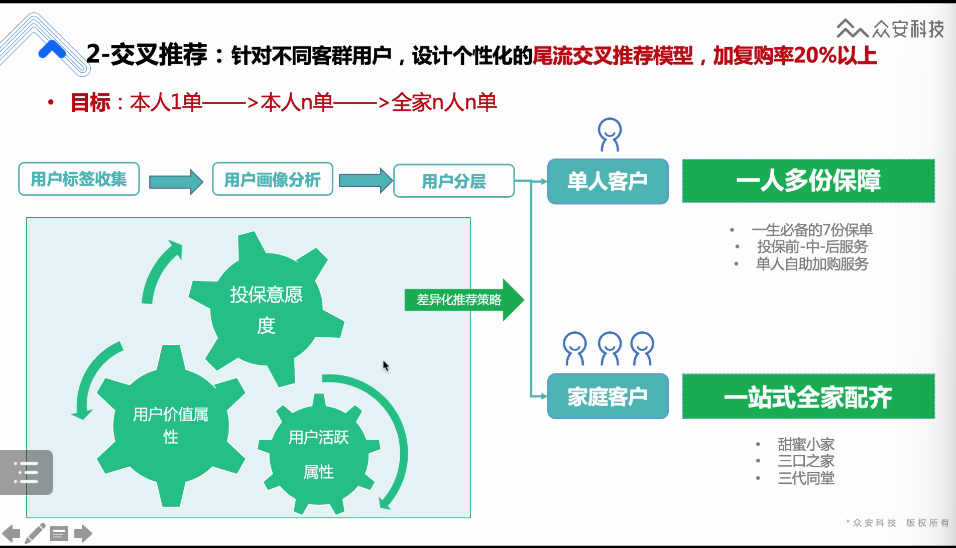 众安科技
2-交叉推荐：针对不同客群用户，设计个性化的尾流交叉推荐模型，加复购率20%以上
• 目标：本人1单——>本人n单——>全家n人n单
用户标签收集
用户画像分析
用户分层
单人客户
一人多份保障
• 一生必备的7份保单
• 投保前-中-后服务
• 单人自助加购服务
投保意愿
度
差异化推荐策略
用户价值属
性
用户活跃
属性
家庭客户
一站式全家配齐
• 甜蜜小家
• 三口之家
• 三代同堂
*众安科技 版权所有